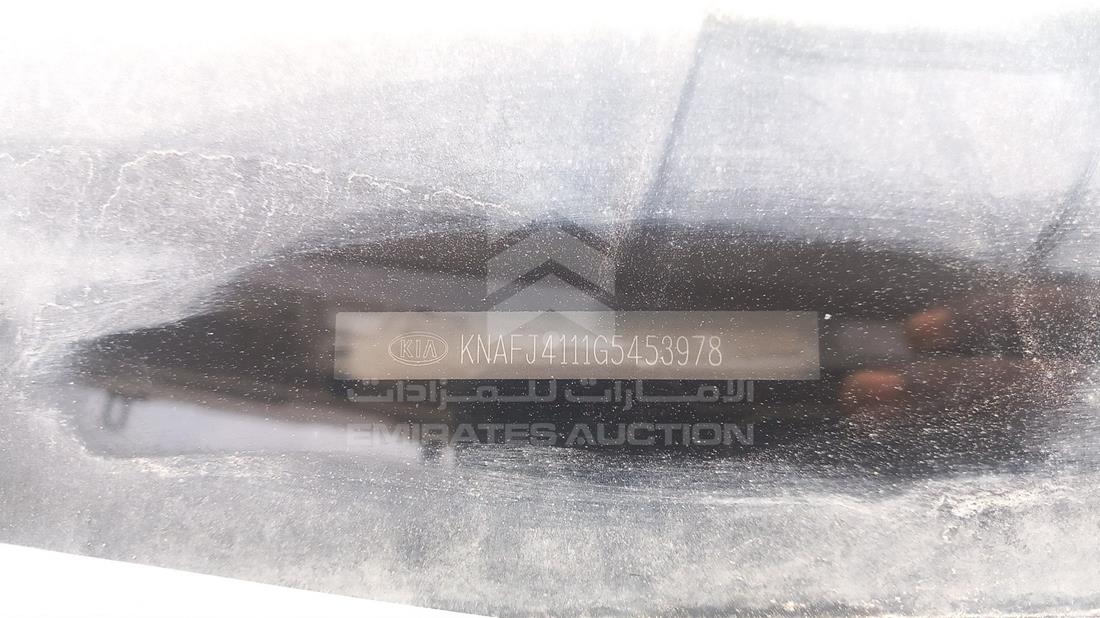 KIA KNAFJ4111G5453978
الإمارات للمزادات
EMIRATES AUCTION